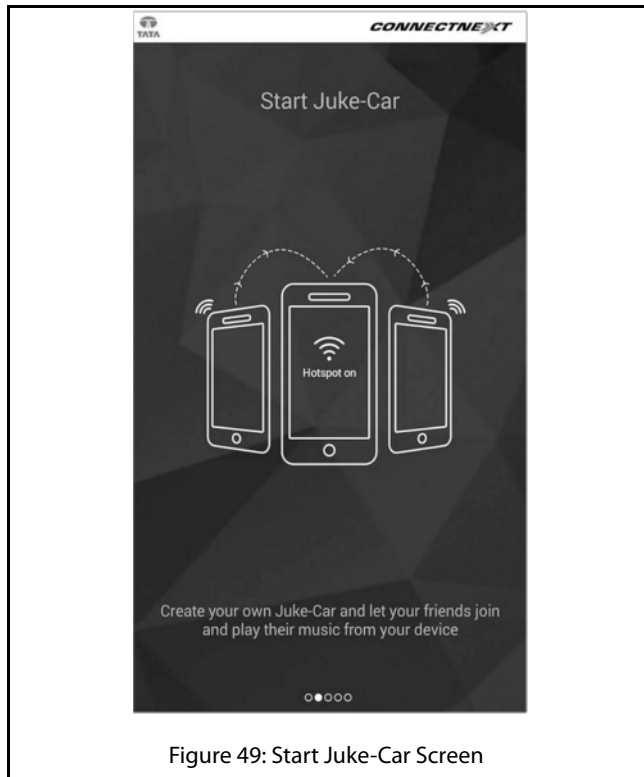 TATA
CONNECTNEXT
Start Juke-Car
Hotspot on
Create your own Juke-Car and let your friends join
and play their music from your device
Figure 49: Start Juke-Car Screen